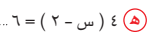 هـ ٤ ( س – ٢ ) = ٦ ...